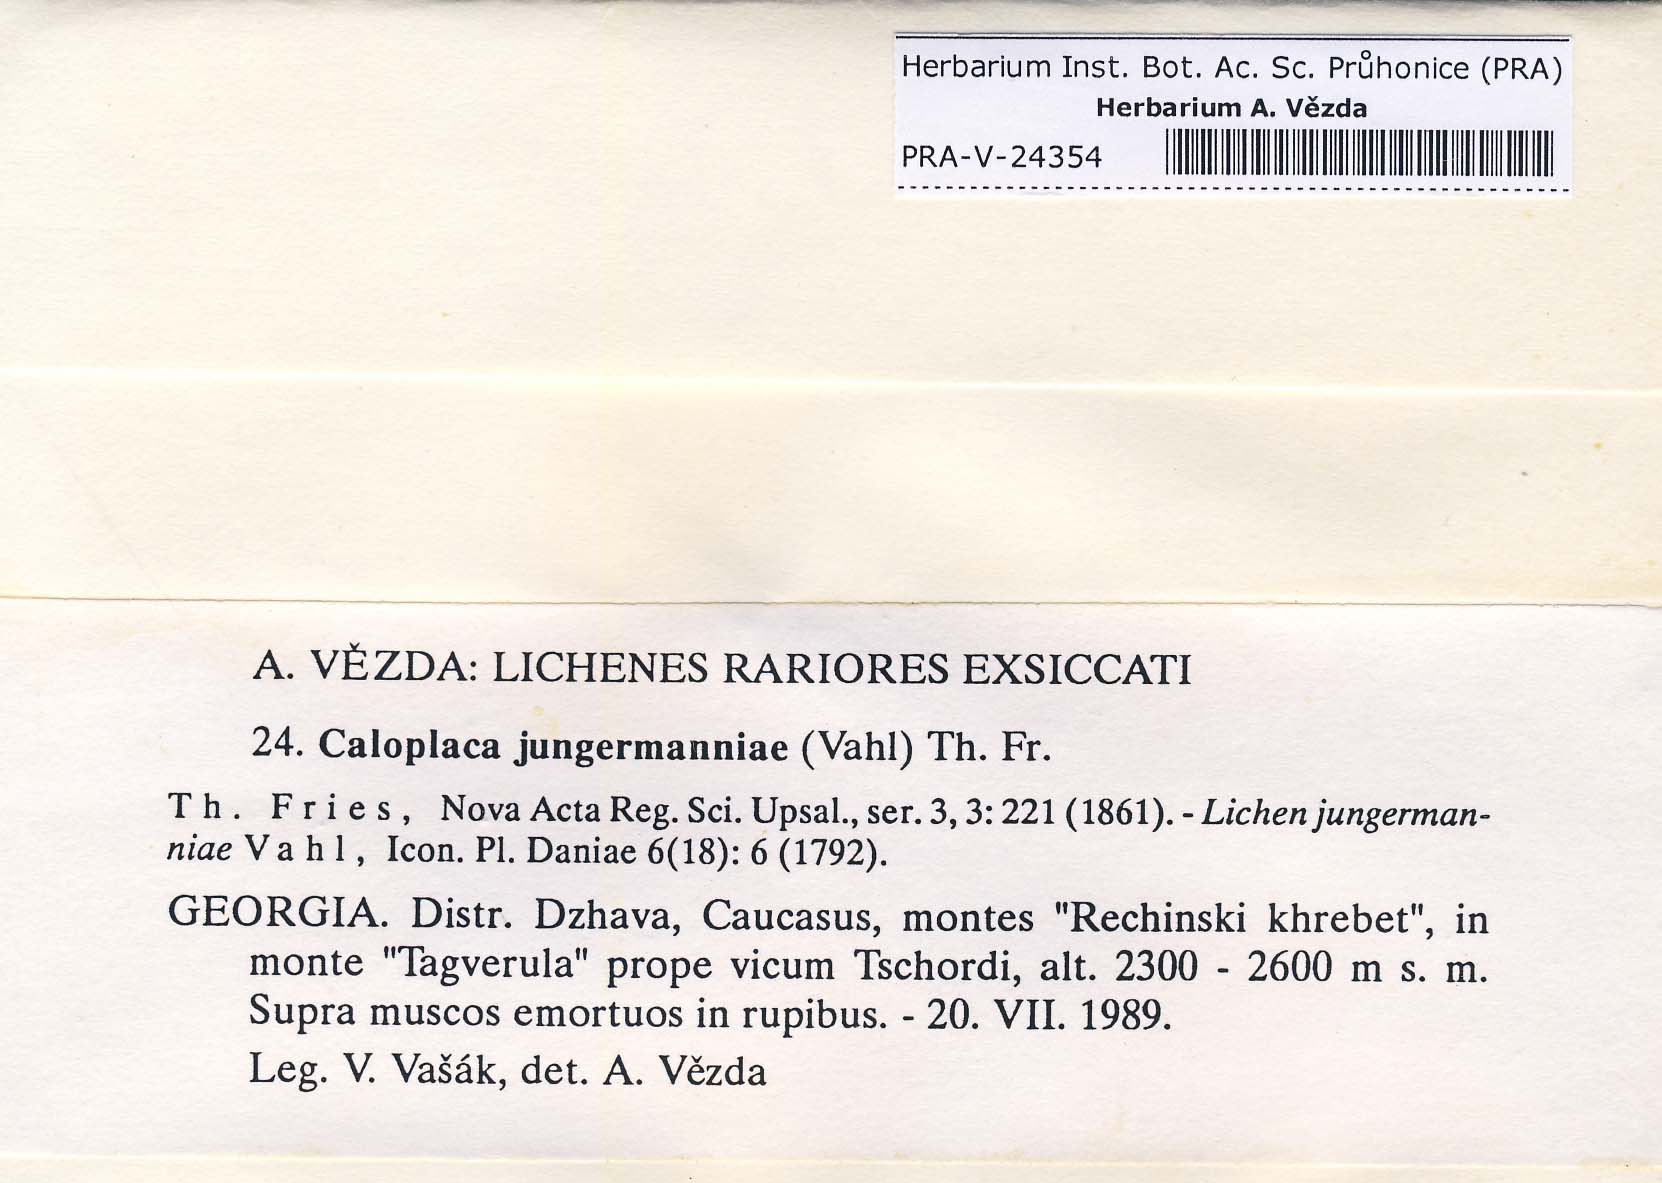 Herbarium Inst. Bot. Ac. Sc. Průhonice (PRA)
Herbarium A. Vězda
PRA-V-24354
A. VĚZDA: LICHENES RARIORES EXSICCATI
24. Caloplaca jungermanniae (Vahl) Th. Fr.
Th. Fries, Nova Acta Reg. Sci. Upsal., ser. 3, 3: 221 (1861). - Lichen jungerman-
niae Vahl, Icon. Pl. Daniae 6(18): 6 (1792).
GEORGIA. Distr. Dzhava, Caucasus, montes "Rechinski khrebet", in
monte "Tagverula" prope vicum Tschordi, alt. 2300 - 2600 m s. m.
Supra muscos emortuos in rupibus. - 20. VII. 1989.
Leg. V. Vašák, det. A. Vězda